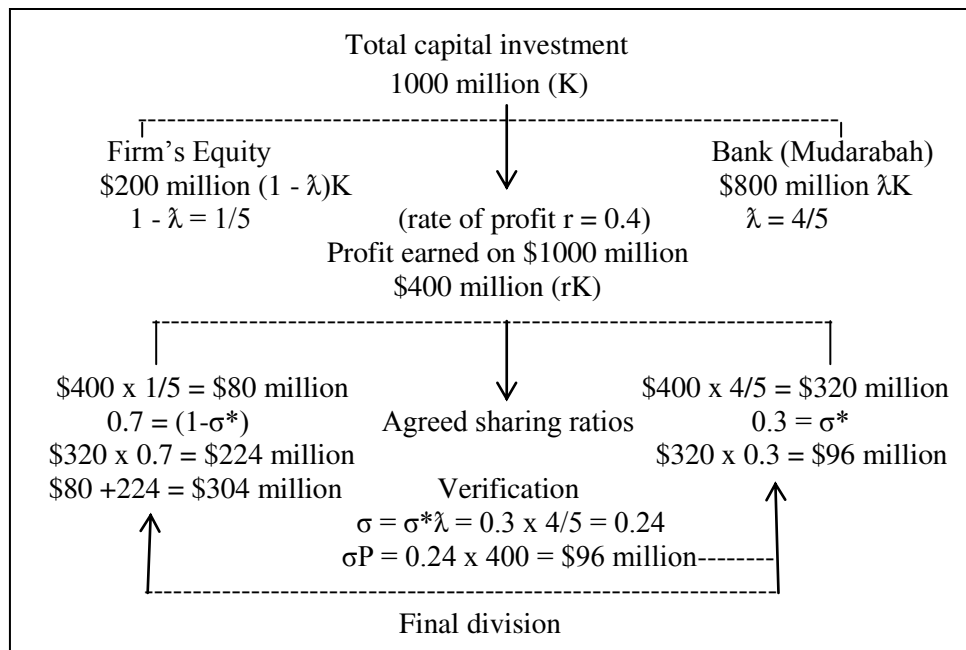 Total capital investment
1000 million (K)
Firm's Equity
$200 million (1 - ƛ)K
1 - ƛ = 1/5
Bank (Mudarabah)
$800 million ƛK
ƛ = 4/5
(rate of profit r = 0.4)
Profit earned on $1000 million
$400 million (rK)
$400 x 1/5 = $80 million
0.7 = (1-σ*)
$320 x 0.7 = $224 million
$80 +224 = $304 million
Agreed sharing ratios
$400 x 4/5 = $320 million
0.3 = σ*
$320 x 0.3 = $96 million
Verification
σ = σ*ƛ = 0.3 x 4/5 = 0.24
σP = 0.24 x 400 = $96 million
Final division